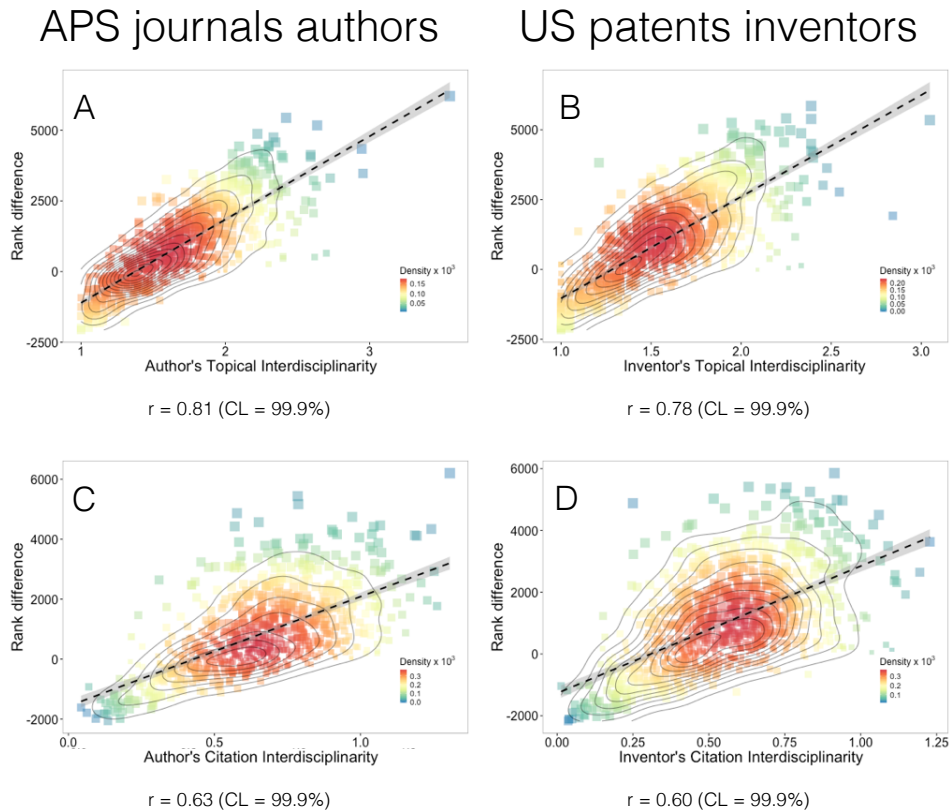 APS journals authors
US patents inventors
A
Rank difference
5000
2500
0
-2500
1
2
3
Author's Topical Interdisciplinarity
Density x 10³
0.15
0.10
0.05
r = 0.81 (CL = 99.9%)
B
Rank difference
5000
2500
0
-2500
1.0
1.5
2.0
2.5
3.0
Inventor's Topical Interdisciplinarity
Density x 10³
0.20
0.15
0.10
0.05
0.00
r = 0.78 (CL = 99.9%)
C
Rank difference
6000
4000
2000
0
-2000
0.0
0.5
1.0
Author's Citation Interdisciplinarity
Density x 10³
0.3
0.2
0.1
0.0
r = 0.63 (CL = 99.9%)
D
Rank difference
6000
4000
2000
0
-2000
0.00
0.25
0.50
0.75
1.00
1.25
Inventor's Citation Interdisciplinarity
Density x 10³
0.3
0.2
0.1
r = 0.60 (CL = 99.9%)